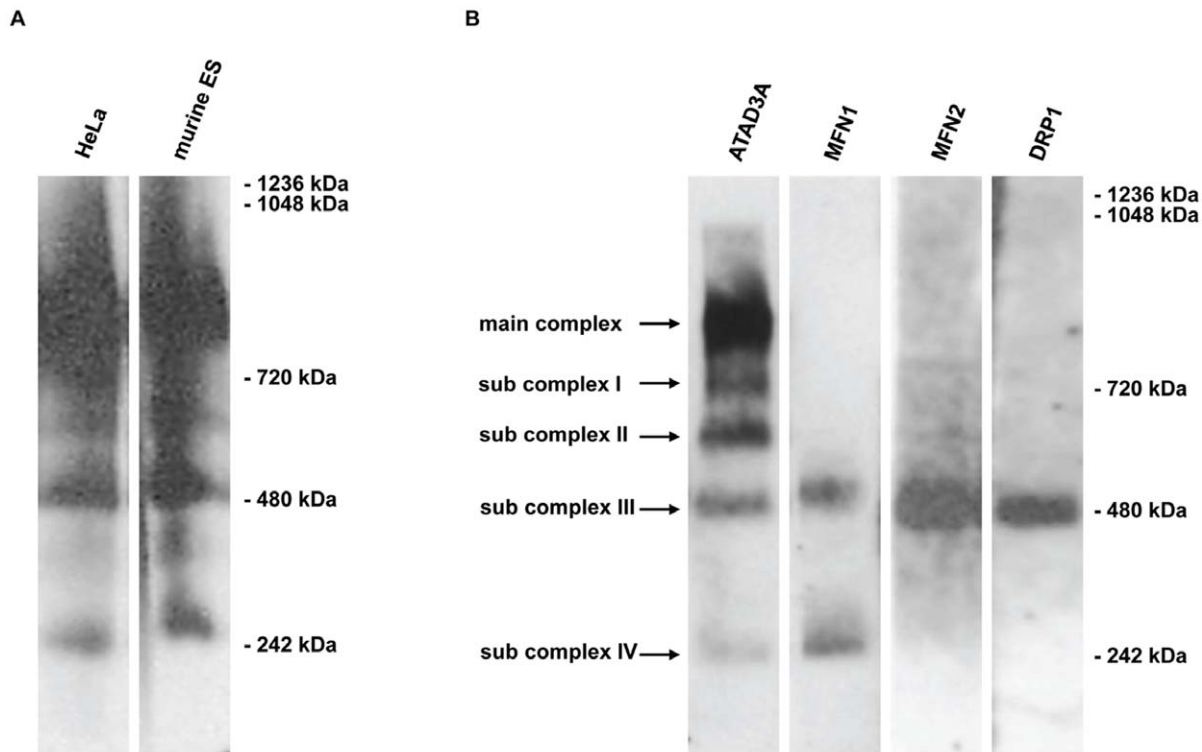 A
B
HeLa
murine ES
- 1236 kDa
- 1048 kDa
- 720 kDa
- 480 kDa
- 242 kDa
ATAD3A
MFN1
MFN2
DRP1
main complex
sub complex I
sub complex II
sub complex III
sub complex IV
- 1236 kDa
- 1048 kDa
- 720 kDa
- 480 kDa
- 242 kDa